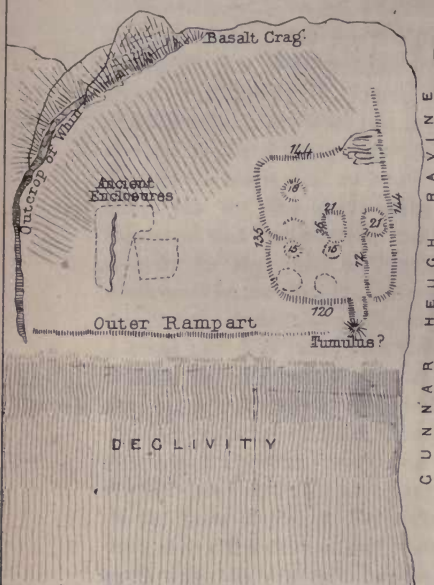 Basalt Crag.
Outcrop of Whin
Ancient
Enclosures
144
18
21
36
21
144
135
15
16
72
120
Outer Rampart
Tumulus?
DECLIVITY
GUNNAR HEUGH RAVINE